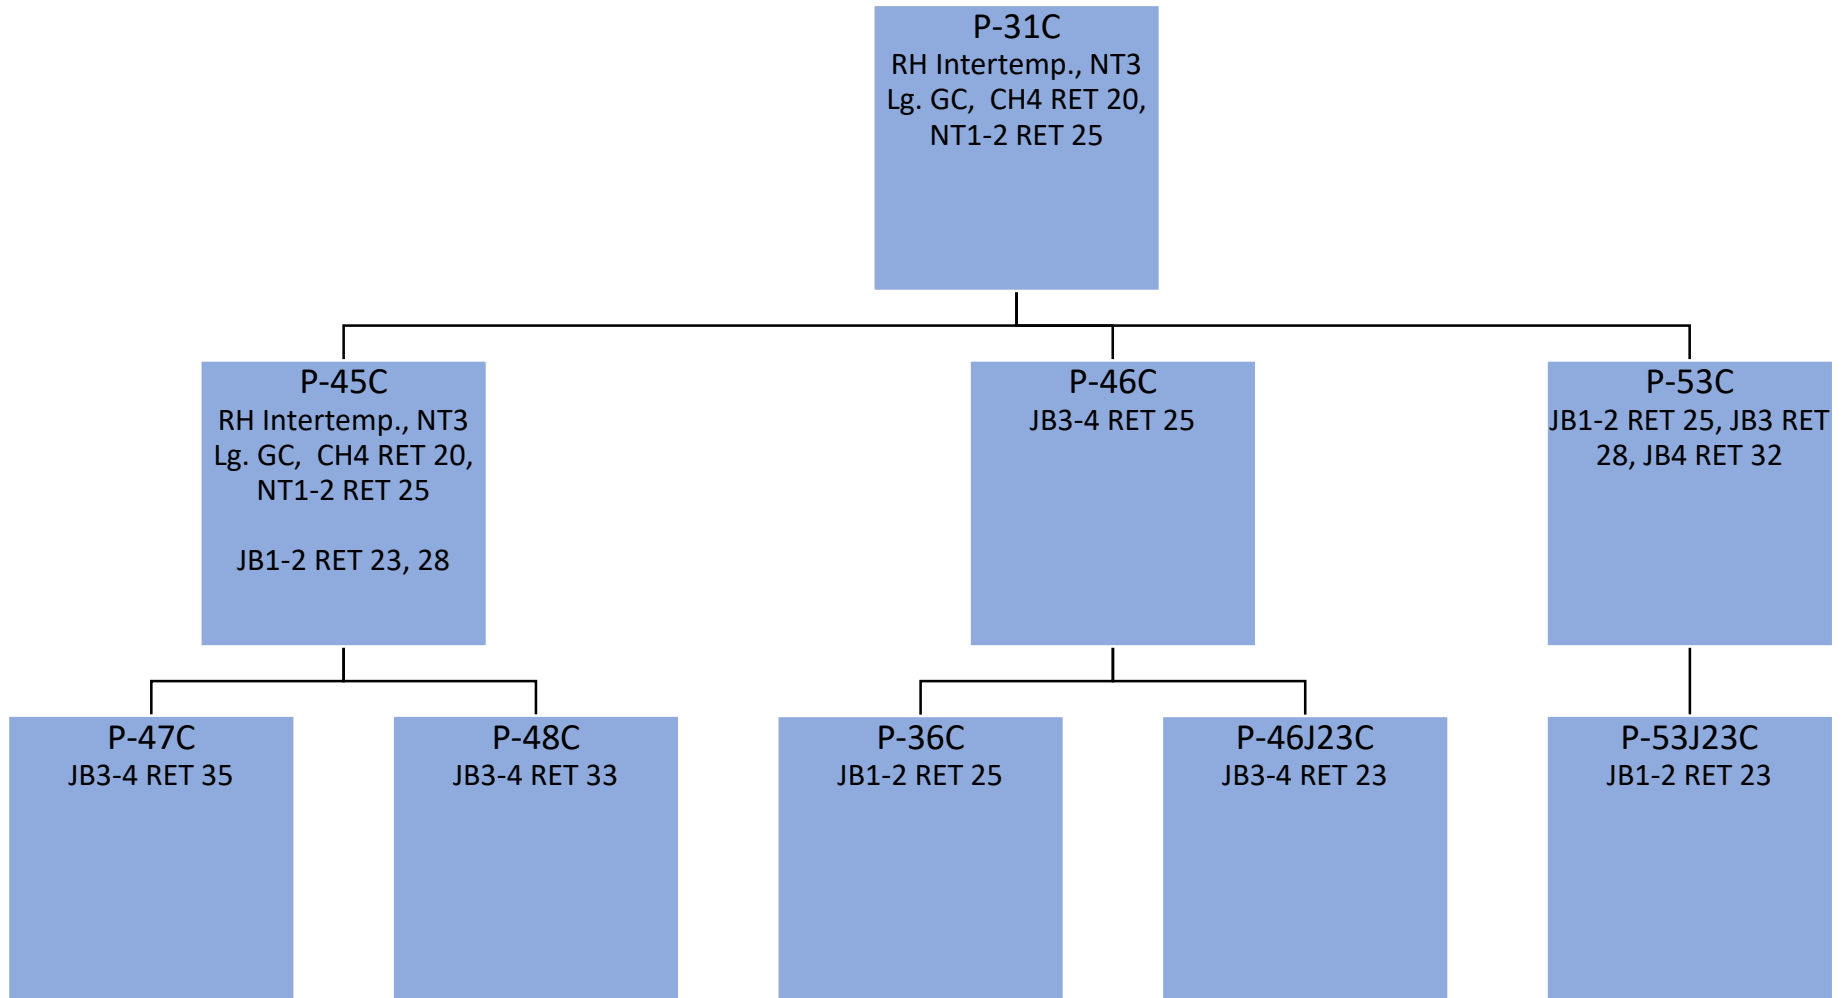 P-31C
RH Intertemp., NT3
Lg. GC,  CH4 RET 20,
NT1-2 RET 25
P-45C
RH Intertemp., NT3
Lg. GC,  CH4 RET 20,
NT1-2 RET 25
JB1-2 RET 23, 28
P-46C
JB3-4 RET 25
P-53C
JB1-2 RET 25, JB3 RET
28, JB4 RET 32
P-47C
JB3-4 RET 35
P-48C
JB3-4 RET 33
P-36C
JB1-2 RET 25
P-46J23C
JB3-4 RET 23
P-53J23C
JB1-2 RET 23